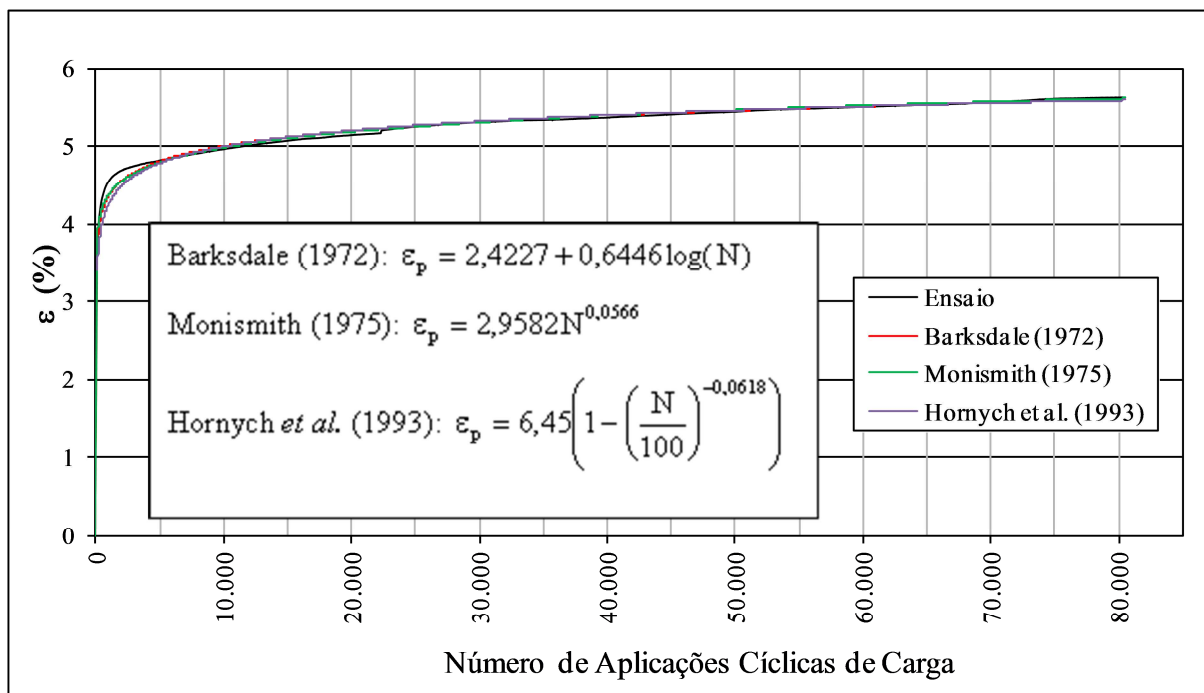 6
5
4
3
2
1
0
ε (%)
Barksdale (1972): εₚ = 2,4227 + 0,6446 log(N)
Monismith (1975): εₚ = 2,9582N^0,0566
Hornych et al. (1993): εₚ = 6,45(1 − (N/100)^−0,0618)
Ensaio
Barksdale (1972)
Monismith (1975)
Hornych et al. (1993)
0
10.000
20.000
30.000
40.000
50.000
60.000
70.000
80.000
Número de Aplicações Cíclicas de Carga